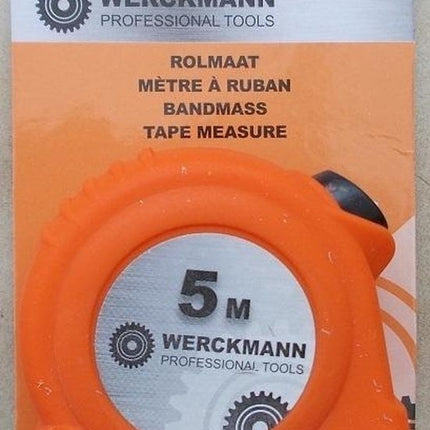 WERCKMANN
PROFESSIONAL TOOLS
ROLMAAT
MÈTRE À RUBAN
BANDMASS
TAPE MEASURE
5 M
WERCKMANN
PROFESSIONAL TOOLS